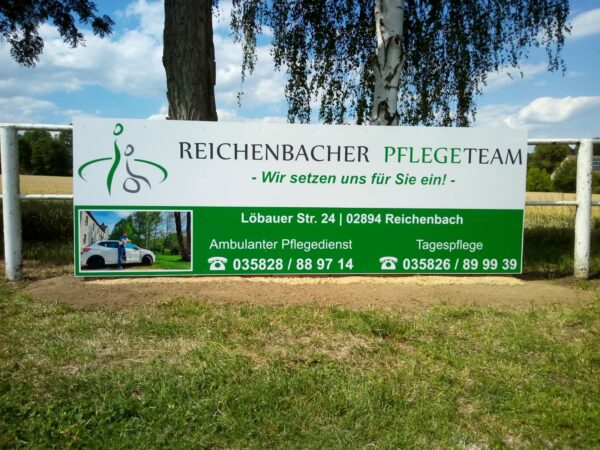 REICHENBACHER PFLEGETEAM
- Wir setzen uns für Sie ein! -
Löbauer Str. 24 | 02894 Reichenbach
Ambulanter Pflegedienst Tagespflege
☎ 035828 / 88 97 14 ☎ 035826 / 89 99 39